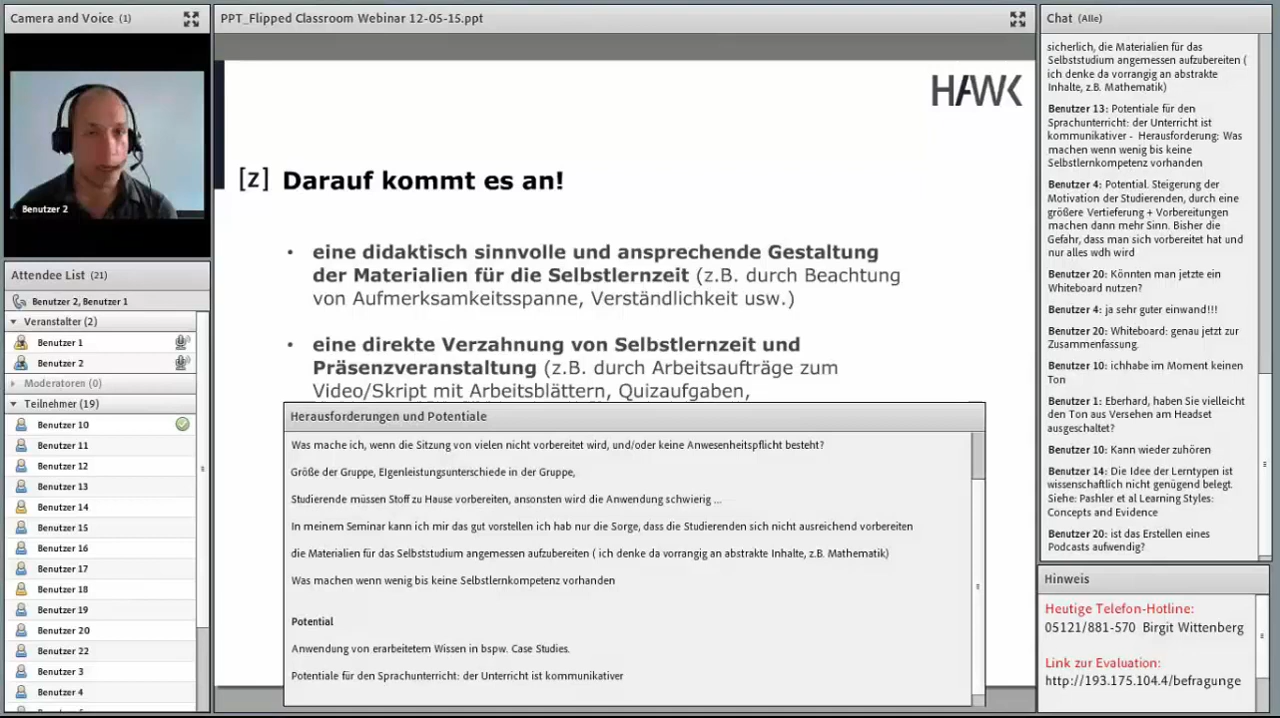 Camera and Voice (1)
Benutzer 2
Attendee List (21)
Benutzer 2, Benutzer 1
Veranstalter (2)
Benutzer 1
Benutzer 2
Moderatoren (0)
Teilnehmer (19)
Benutzer 10
Benutzer 11
Benutzer 12
Benutzer 13
Benutzer 14
Benutzer 15
Benutzer 16
Benutzer 17
Benutzer 18
Benutzer 19
Benutzer 20
Benutzer 22
Benutzer 3
Benutzer 4
PPT_Flipped Classroom Webinar 12-05-15.ppt
HAWK
[z] Darauf kommt es an!
• eine didaktisch sinnvolle und ansprechende Gestaltung
der Materialien für die Selbstlernzeit (z.B. durch Beachtung
von Aufmerksamkeitsspanne, Verständlichkeit usw.)
• eine direkte Verzahnung von Selbstlernzeit und
Präsenzveranstaltung (z.B. durch Arbeitsaufträge zum
Video/Skript mit Arbeitsblättern, Quizaufgaben,
Herausforderungen und Potentiale
Was mache ich, wenn die Sitzung von vielen nicht vorbereitet wird, und/oder keine Anwesenheitspflicht besteht?
Größe der Gruppe, EIgenleistungsunterschiede in der Gruppe,
Studierende müssen Stoff zu Hause vorbereiten, ansonsten wird die Anwendung schwierig ...
In meinem Seminar kann ich mir das gut vorstellen ich hab nur die Sorge, dass die Studierenden sich nicht ausreichend vorbereiten
die Materialien für das Selbststudium angemessen aufzubereiten ( ich denke da vorrangig an abstrakte Inhalte, z.B. Mathematik)
Was machen wenn wenig bis keine Selbstlernkompetenz vorhanden
Potential
Anwendung von erarbeitetem Wissen in bspw. Case Studies.
Potentiale für den Sprachunterricht: der Unterricht ist kommunikativer
Chat (Alle)
sicherlich, die Materialien für das
Selbststudium angemessen aufzubereiten (
ich denke da vorrangig an abstrakte
Inhalte, z.B. Mathematik)
Benutzer 13: Potentiale für den
Sprachunterricht: der Unterricht ist
kommunikativer - Herausforderung: Was
machen wenn wenig bis keine
Selbstlernkompetenz vorhanden
Benutzer 4: Potential. Steigerung der
Motivation der Studierenden, durch eine
größere Vertieferung + Vorbereitungen
machen dann mehr Sinn. Bisher die
Gefahr, dass man sich vorbereitet hat und
nur alles wdh wird
Benutzer 20: Könnten man jetzte ein
Whiteboard nutzen?
Benutzer 4: ja sehr guter einwand!!!
Benutzer 20: Whiteboard: genau jetzt zur
Zusammenfassung.
Benutzer 10: ichhabe im Moment keinen
Ton
Benutzer 1: Eberhard, haben Sie vielleicht
den Ton aus Versehen am Headset
ausgeschaltet?
Benutzer 10: Kann wieder zuhören
Benutzer 14: Die Idee der Lerntypen ist
wissenschaftlich nicht genügend belegt.
Siehe: Pashler et al Learning Styles:
Concepts and Evidence
Benutzer 20: ist das Erstellen eines
Podcasts aufwendig?
Hinweis
Heutige Telefon-Hotline:
05121/881-570 Birgit Wittenberg
Link zur Evaluation:
http://193.175.104.4/befragunge